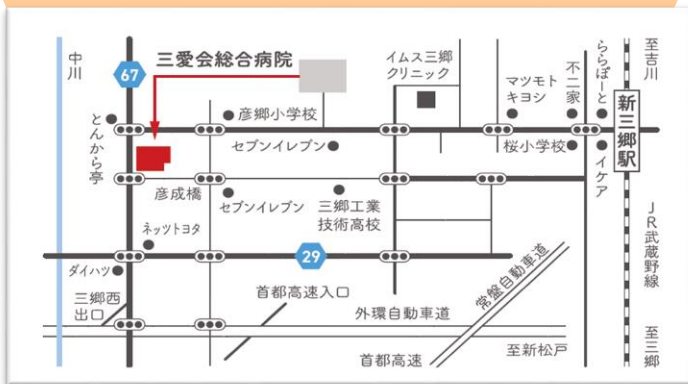 中川
67
三愛会総合病院
イムス三郷
クリニック
マツモト
キヨシ
不二家
ららぽーと
至吉川
とんから亭
彦郷小学校
セブンイレブン
桜小学校
イケア
新三郷駅
彦成橋
セブンイレブン
三郷工業
技術高校
ネッツトヨタ
29
ダイハツ
常盤自動車道
JR武蔵野線
三郷西
出口
首都高速入口
外環自動車道
首都高速
至新松戸
至三郷